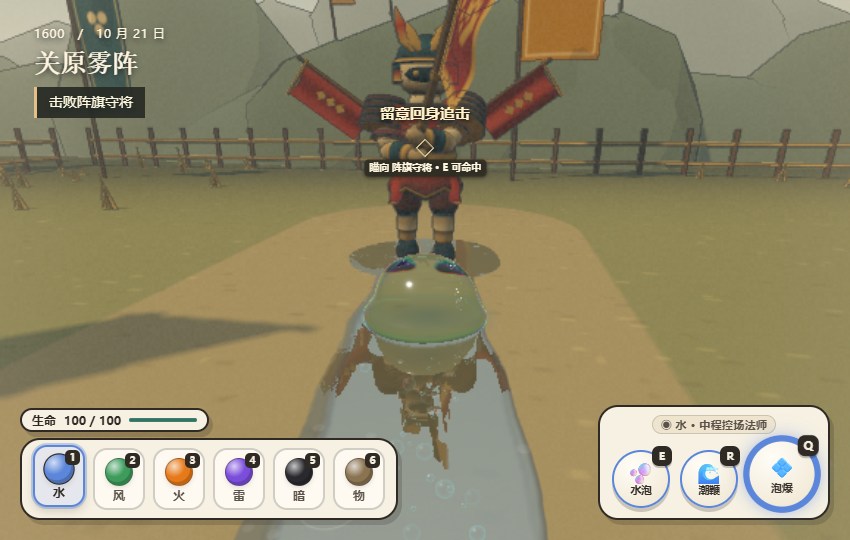 1600 / 10 月 21 日
关原雾阵
击败阵旗守将
留意回身追击
瞄向 阵旗守将 · E 可命中
生命 100 / 100
1 水
2 风
3 火
4 雷
5 暗
6 物
◉ 水 · 中程控场法师
E 水泡
R 潮鞭
Q 泡爆